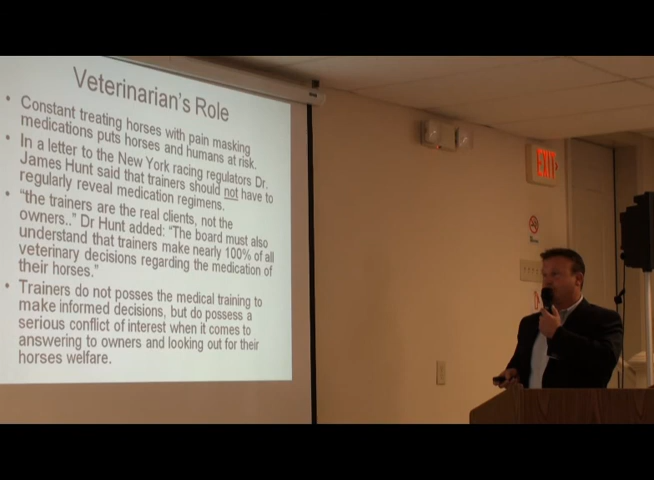 Veterinarian's Role
• Constant treating horses with pain masking
medications puts horses and humans at risk.
• In a letter to the New York racing regulators Dr.
James Hunt said that trainers should not have to
regularly reveal medication regimens.
• "the trainers are the real clients, not the
owners.." Dr Hunt added: "The board must also
understand that trainers make nearly 100% of all
veterinary decisions regarding the medication of
their horses."
• Trainers do not posses the medical training to
make informed decisions, but do possess a
serious conflict of interest when it comes to
answering to owners and looking out for their
horses welfare.
EXIT